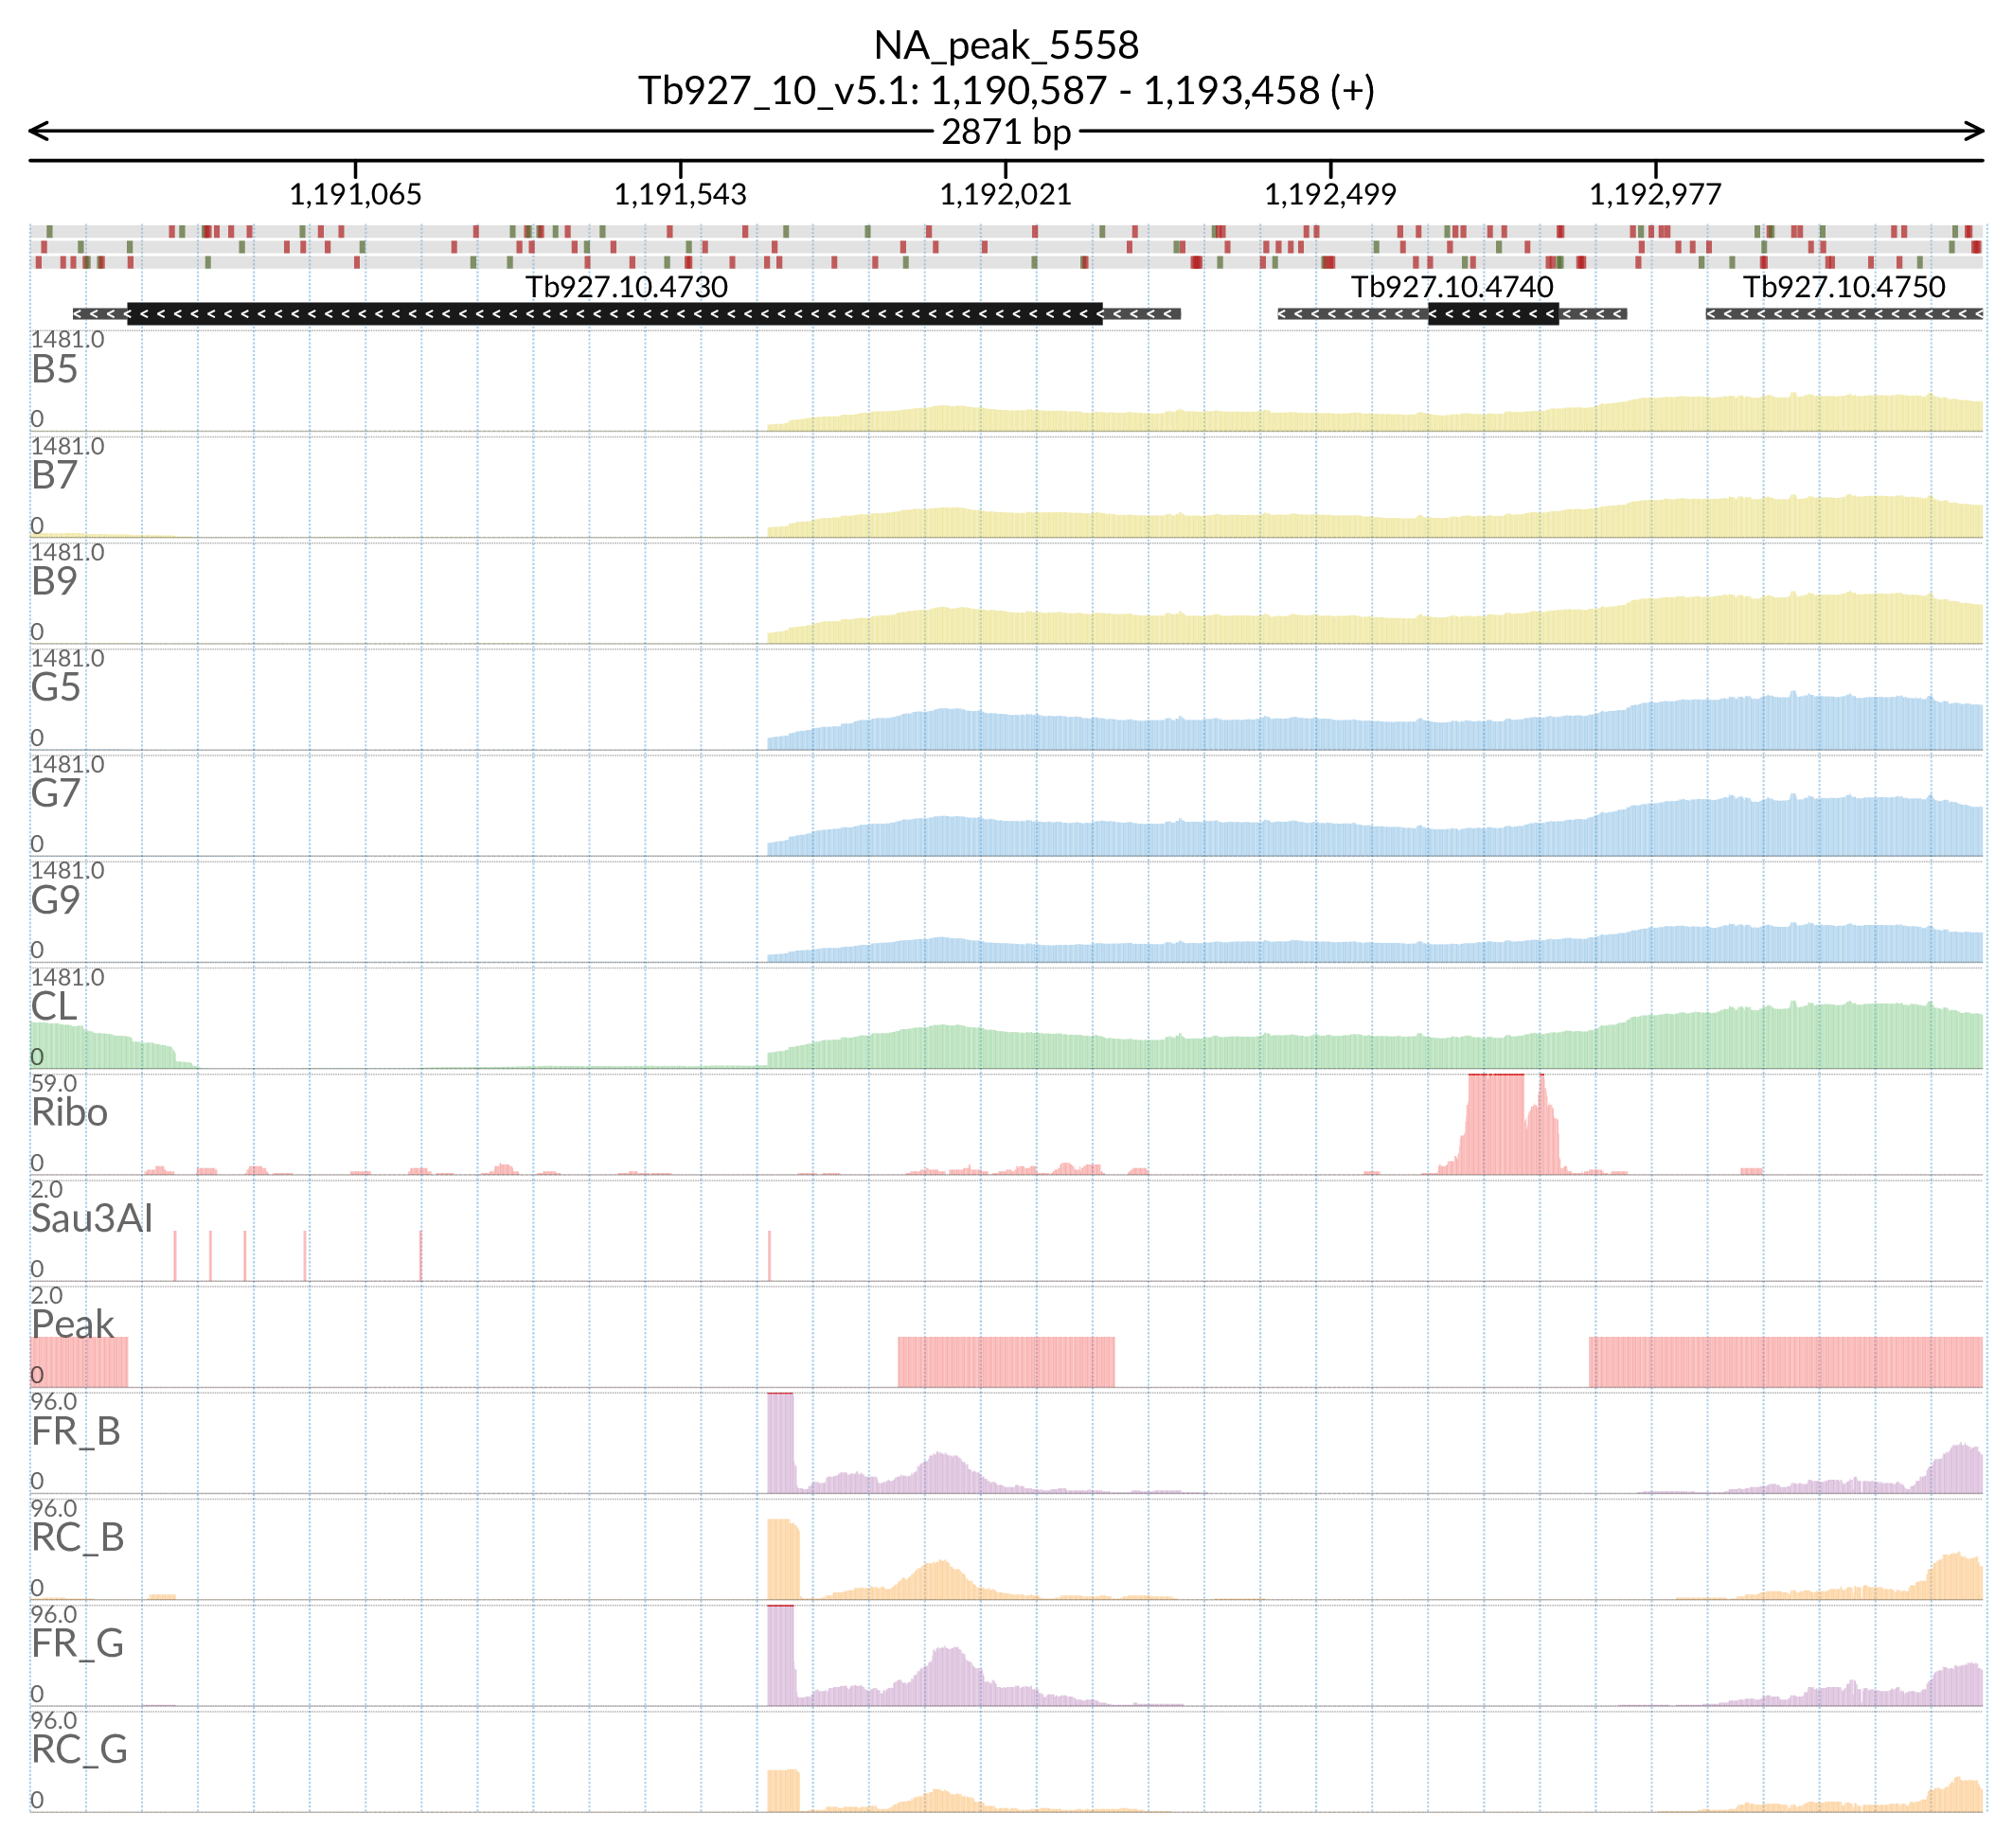 NA_peak_5558
Tb927_10_v5.1: 1,190,587 - 1,193,458 (+)
2871 bp
1,191,065 1,191,543 1,192,021 1,192,499 1,192,977
Tb927.10.4730 Tb927.10.4740 Tb927.10.4750
1481.0
B5
0
1481.0
B7
0
1481.0
B9
0
1481.0
G5
0
1481.0
G7
0
1481.0
G9
0
1481.0
CL
0
59.0
Ribo
0
2.0
Sau3AI
0
2.0
Peak
0
96.0
FR_B
0
96.0
RC_B
0
96.0
FR_G
0
96.0
RC_G
0